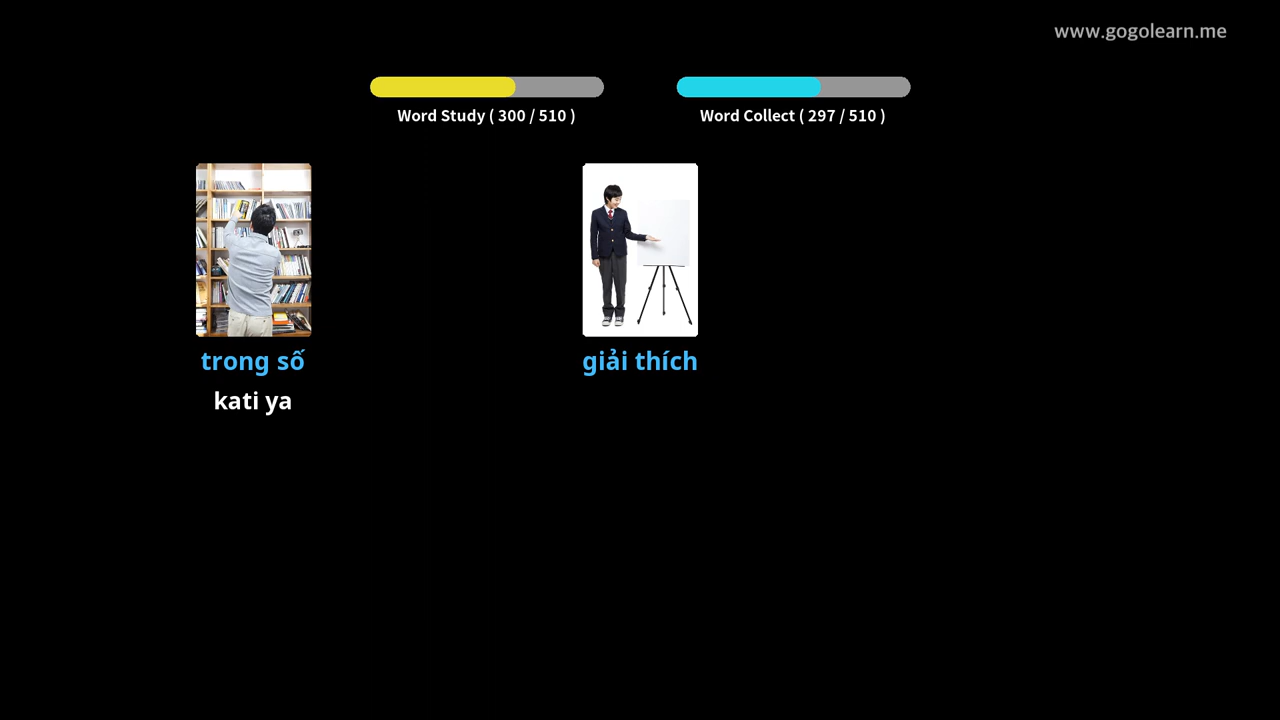 www.gogolearn.me
Word Study ( 300 / 510 )
Word Collect ( 297 / 510 )
trong số
giải thích
kati ya